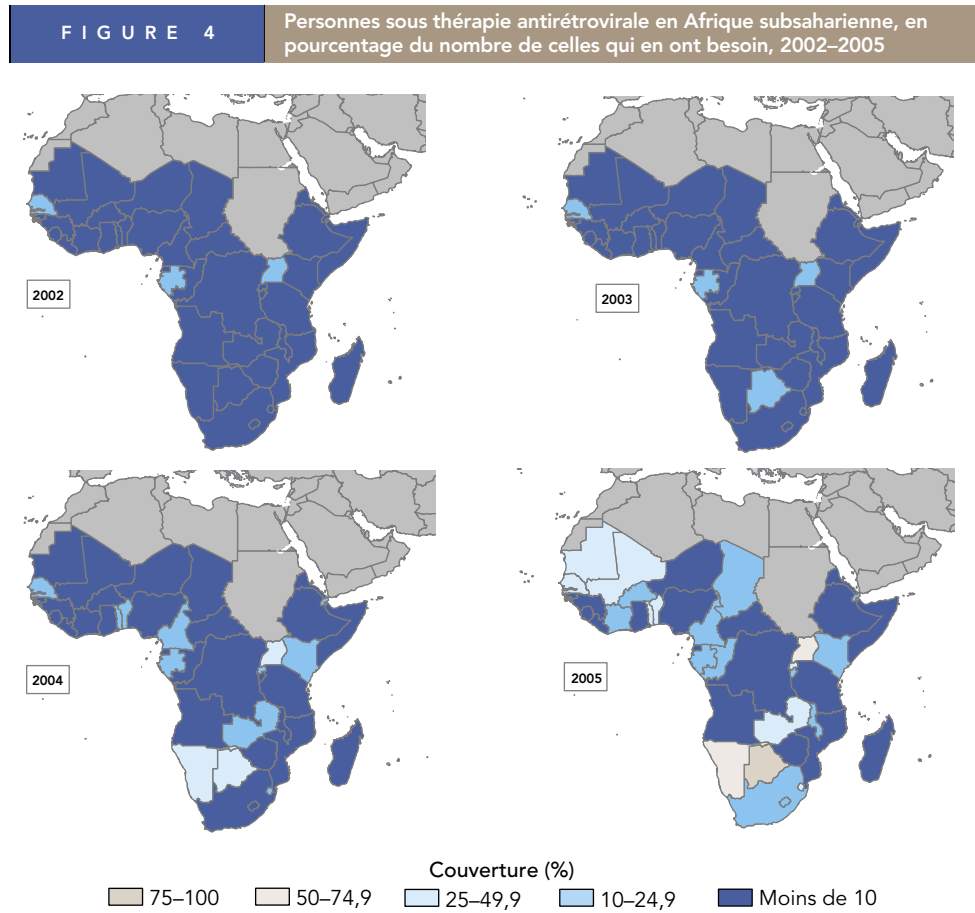 FIGURE 4
Personnes sous thérapie antirétrovirale en Afrique subsaharienne, en
pourcentage du nombre de celles qui en ont besoin, 2002–2005
2002
2003
2004
2005
Couverture (%)
75–100
50–74,9
25–49,9
10–24,9
Moins de 10